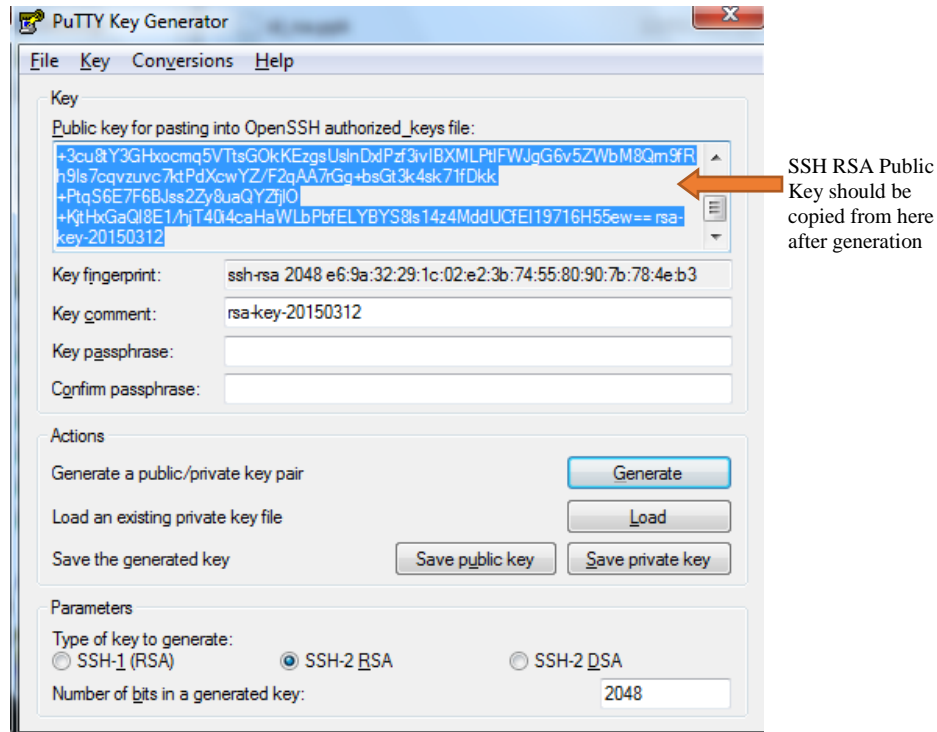 PuTTY Key Generator
File Key Conversions Help
Key
Public key for pasting into OpenSSH authorized_keys file:
+3cu8tY3GHxocmq5VTtsGOkKEzgsUslnDxlPzf3ivIBXMLPtlFWJgG6v5ZWbM8Qm9fR
h9ls7cqvzuvc7ktPdXcwYZ/F2qAA7rGg+bsGt3k4sk71fDkk
+PtqS6E7F6BJss2Zy8uaQYZfjlO
+KjtHxGaQI8E1/hjT40i4caHaWLbPbfELYBYS8ls14z4MddUCfEI19716H55ew== rsa-
key-20150312
SSH RSA Public
Key should be
copied from here
after generation
Key fingerprint: ssh-rsa 2048 e6:9a:32:29:1c:02:e2:3b:74:55:80:90:7b:78:4e:b3
Key comment: rsa-key-20150312
Key passphrase:
Confirm passphrase:
Actions
Generate a public/private key pair Generate
Load an existing private key file Load
Save the generated key Save public key Save private key
Parameters
Type of key to generate:
SSH-1 (RSA) SSH-2 RSA SSH-2 DSA
Number of bits in a generated key: 2048